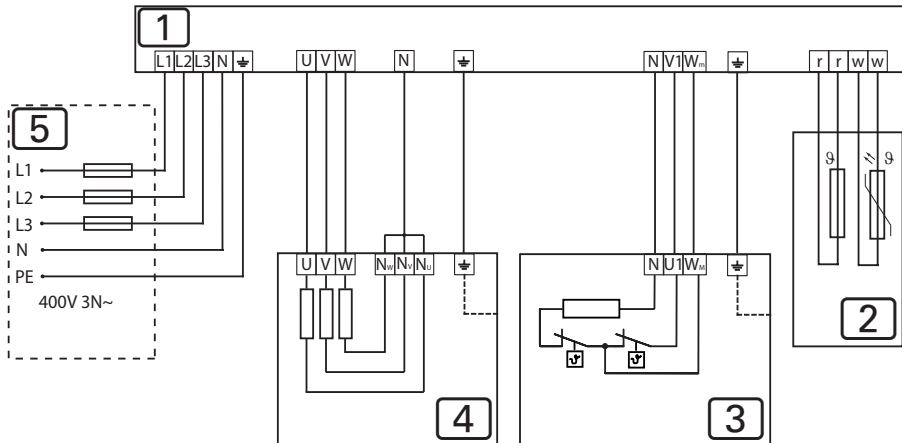 1
L1 L2 L3 N ⏚ U V W N ⏚ N V1 Wm ⏚ r r w w
5
L1
L2
L3
N
PE
400V 3N~
U V W NW NV NU ⏚
N U1 WM ⏚
ϑ ϑ
ϑ ϑ
2
4
3